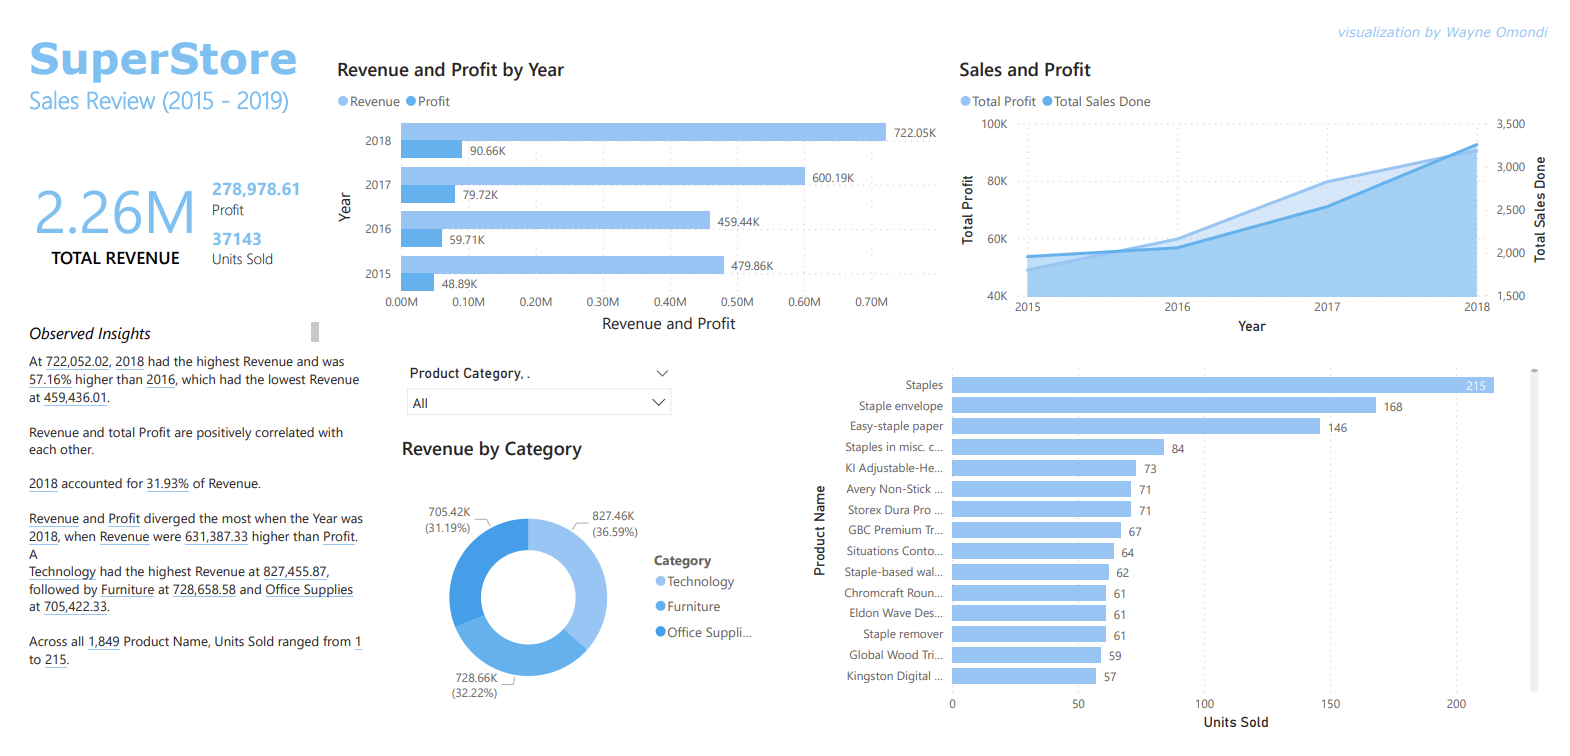 visualization by Wayne Omondi
SuperStore
Sales Review (2015 - 2019)
2.26M
TOTAL REVENUE
278,978.61
Profit
37143
Units Sold
Observed Insights
At 722,052.02, 2018 had the highest Revenue and was
57.16% higher than 2016, which had the lowest Revenue
at 459,436.01.
Revenue and total Profit are positively correlated with
each other.
2018 accounted for 31.93% of Revenue.
Revenue and Profit diverged the most when the Year was
2018, when Revenue were 631,387.33 higher than Profit.
A
Technology had the highest Revenue at 827,455.87,
followed by Furniture at 728,658.58 and Office Supplies
at 705,422.33.
Across all 1,849 Product Name, Units Sold ranged from 1
to 215.
Revenue and Profit by Year
Revenue Profit
Year
2018
722.05K
90.66K
2017
600.19K
79.72K
2016
459.44K
59.71K
2015
479.86K
48.89K
0.00M 0.10M 0.20M 0.30M 0.40M 0.50M 0.60M 0.70M
Revenue and Profit
Sales and Profit
Total Profit Total Sales Done
Total Profit
100K
80K
60K
40K
3,500
3,000
2,500
2,000
1,500
Total Sales Done
2015 2016 2017 2018
Year
Product Category, .
All
Revenue by Category
705.42K
(31.19%)
827.46K
(36.59%)
728.66K
(32.22%)
Category
Technology
Furniture
Office Suppli...
Product Name
Staples 215
Staple envelope 168
Easy-staple paper 146
Staples in misc. c... 84
KI Adjustable-He... 73
Avery Non-Stick ... 71
Storex Dura Pro ... 71
GBC Premium Tr... 67
Situations Conto... 64
Staple-based wal... 62
Chromcraft Roun... 61
Eldon Wave Des... 61
Staple remover 61
Global Wood Tri... 59
Kingston Digital ... 57
0 50 100 150 200
Units Sold